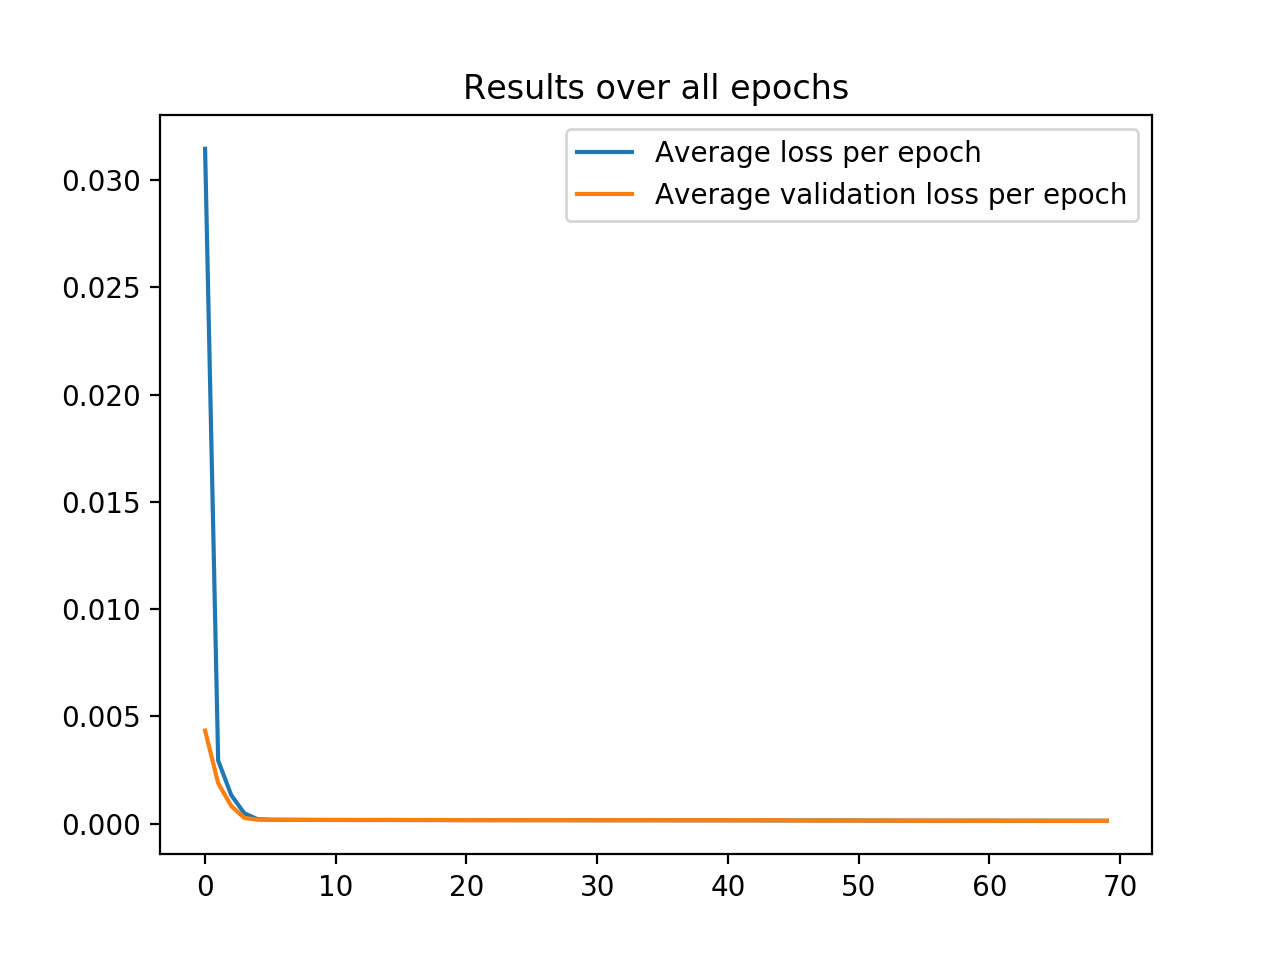 Results over all epochs
Average loss per epoch
Average validation loss per epoch
0.030
0.025
0.020
0.015
0.010
0.005
0.000
0 10 20 30 40 50 60 70